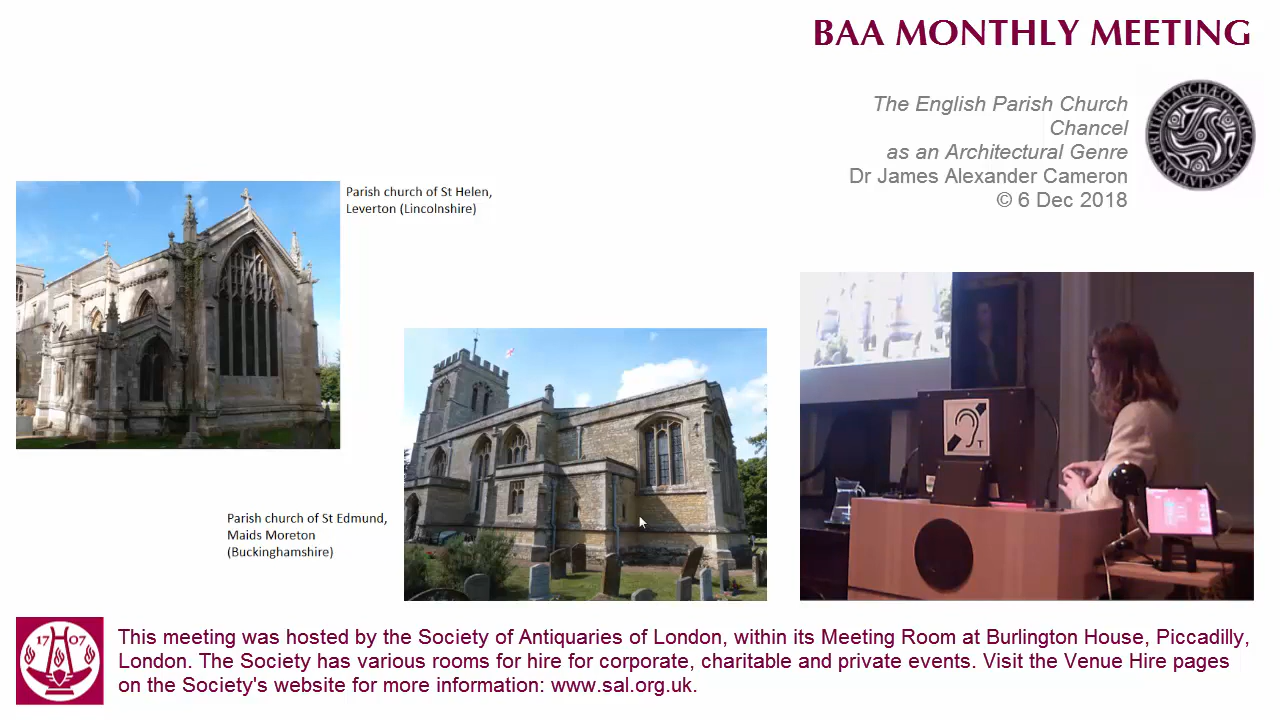 BAA MONTHLY MEETING
The English Parish Church
Chancel
as an Architectural Genre
Dr James Alexander Cameron
© 6 Dec 2018
BRITISH·ARCHÆOLOGICAL·ASSOCIATION·
Parish church of St Helen,
Leverton (Lincolnshire)
Parish church of St Edmund,
Maids Moreton
(Buckinghamshire)
T
1707
This meeting was hosted by the Society of Antiquaries of London, within its Meeting Room at Burlington House, Piccadilly,
London. The Society has various rooms for hire for corporate, charitable and private events. Visit the Venue Hire pages
on the Society's website for more information: www.sal.org.uk.